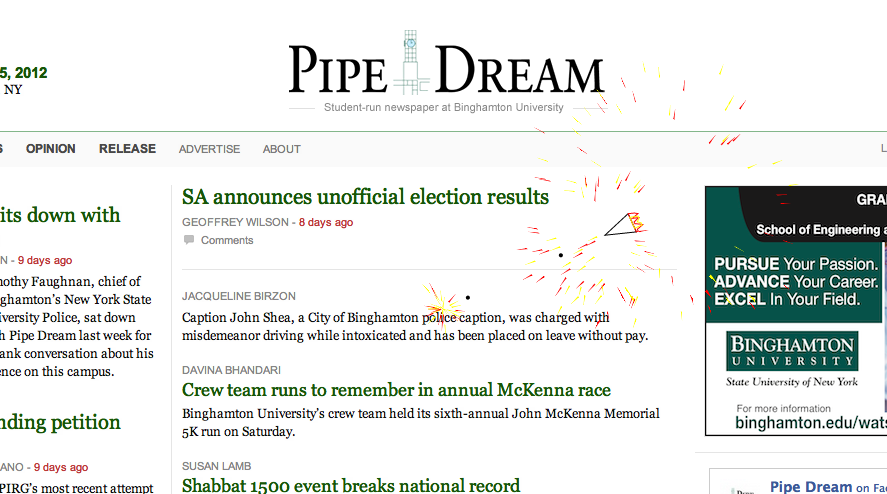 5, 2012
NY
PIPE DREAM
Student-run newspaper at Binghamton University
S OPINION RELEASE ADVERTISE ABOUT L
its down with
N - 9 days ago
mothy Faughnan, chief of
nghamton's New York State
iversity Police, sat down
h Pipe Dream last week for
ank conversation about his
ence on this campus.
nding petition
ANO - 9 days ago
PIRG's most recent attempt
SA announces unofficial election results
GEOFFREY WILSON - 8 days ago
Comments
JACQUELINE BIRZON
Caption John Shea, a City of Binghamton police caption, was charged with
misdemeanor driving while intoxicated and has been placed on leave without pay.
DAVINA BHANDARI
Crew team runs to remember in annual McKenna race
Binghamton University's crew team held its sixth-annual John McKenna Memorial
5K run on Saturday.
SUSAN LAMB
Shabbat 1500 event breaks national record
GRA
School of Engineering a
PURSUE Your Passion.
ADVANCE Your Career.
EXCEL In Your Field.
BINGHAMTON
UNIVERSITY
State University of New York
For more information
binghamton.edu/wats
Pipe Dream on Fac